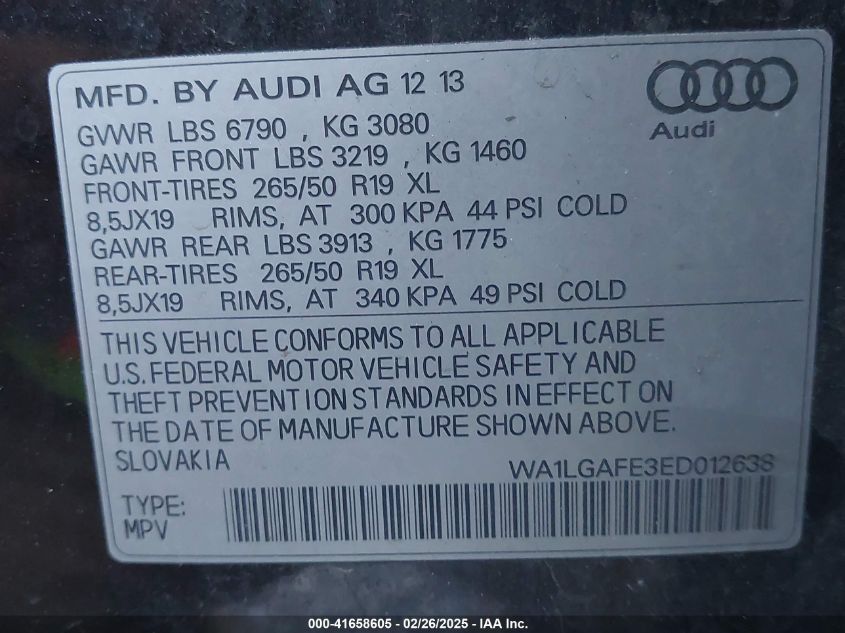 MFD. BY AUDI AG 12 13
Audi
GVWR LBS 6790 , KG 3080
GAWR FRONT LBS 3219 , KG 1460
FRONT-TIRES 265/50 R19 XL
8,5JX19 RIMS, AT 300 KPA 44 PSI COLD
GAWR REAR LBS 3913 , KG 1775
REAR-TIRES 265/50 R19 XL
8,5JX19 RIMS, AT 340 KPA 49 PSI COLD
THIS VEHICLE CONFORMS TO ALL APPLICABLE
U.S. FEDERAL MOTOR VEHICLE SAFETY AND
THEFT PREVENTION STANDARDS IN EFFECT ON
THE DATE OF MANUFACTURE SHOWN ABOVE.
SLOVAKIA
WA1LGAFE3ED012638
TYPE:
MPV
000-41658605 - 02/26/2025 - IAA Inc.